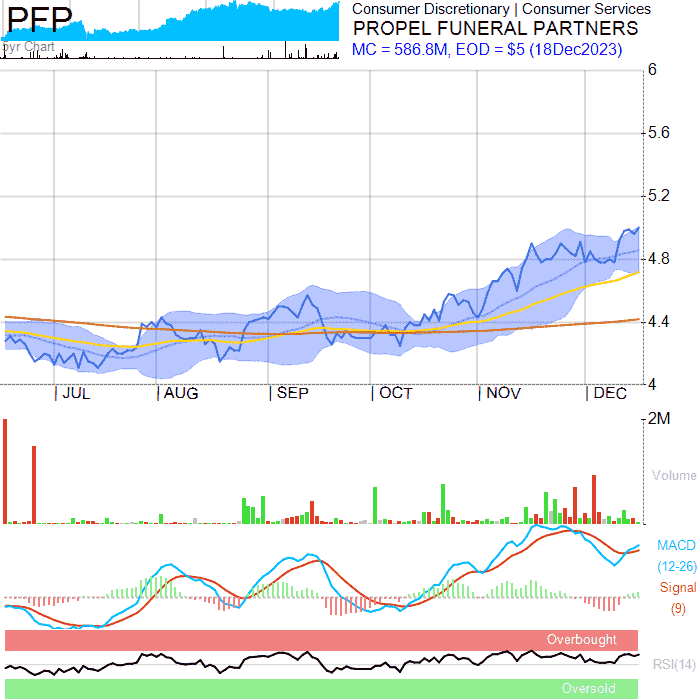 PFP
Consumer Discretionary | Consumer Services
PROPEL FUNERAL PARTNERS
MC = 586.8M, EOD = $5 (18Dec2023)
5yr Chart
6
5.6
5.2
4.8
4.4
4
JUL AUG SEP OCT NOV DEC
2M
Volume
MACD
(12-26)
Signal
(9)
Overbought
RSI(14)
Oversold